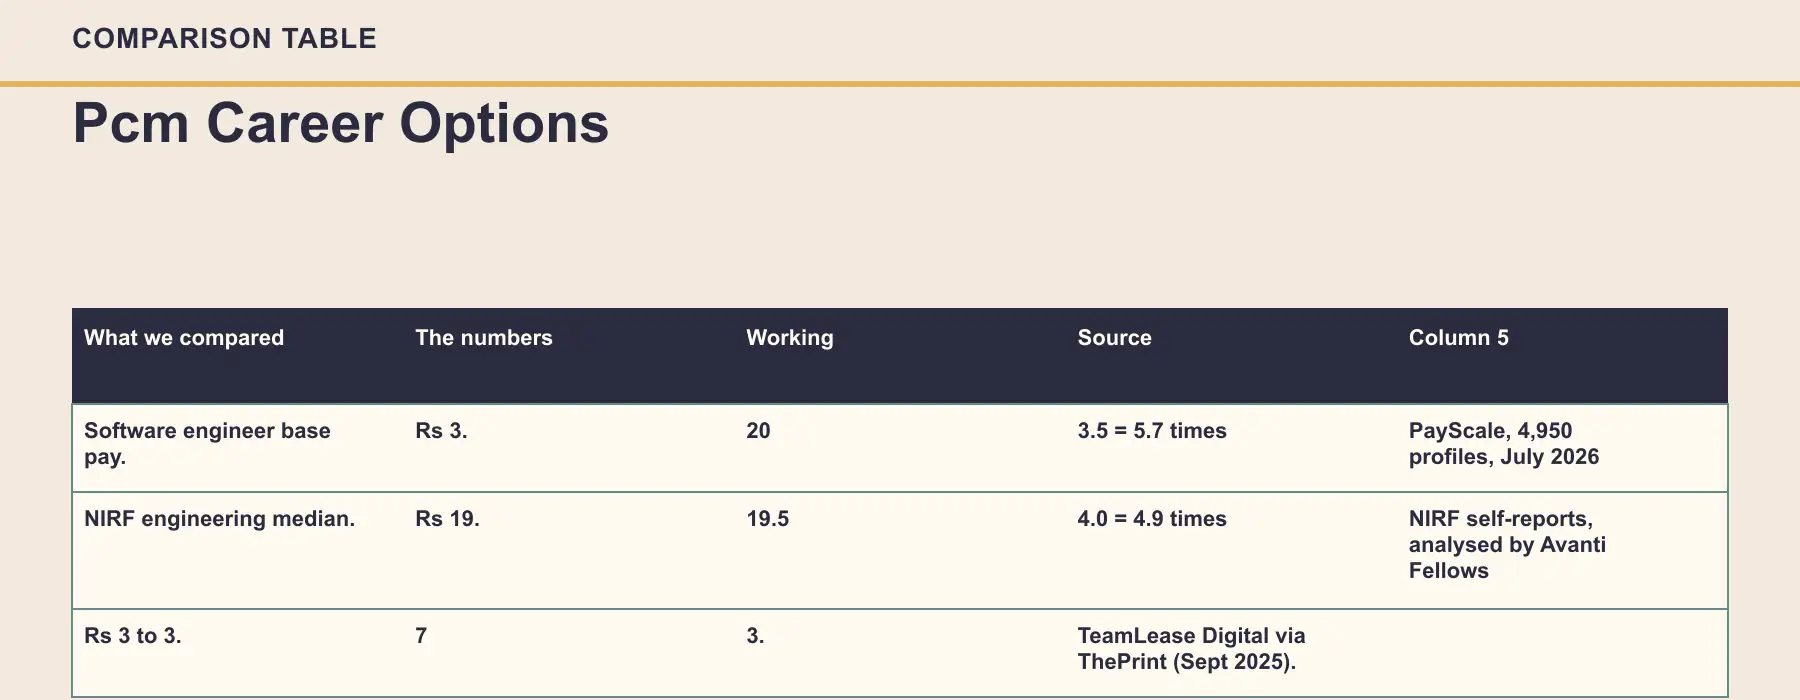 COMPARISON TABLE
Pcm Career Options
What we compared The numbers Working Source Column 5
Software engineer base Rs 3. 20 3.5 = 5.7 times PayScale, 4,950
pay. profiles, July 2026
NIRF engineering median. Rs 19. 19.5 4.0 = 4.9 times NIRF self-reports,
analysed by Avanti
Fellows
Rs 3 to 3. 7 3. TeamLease Digital via
ThePrint (Sept 2025).